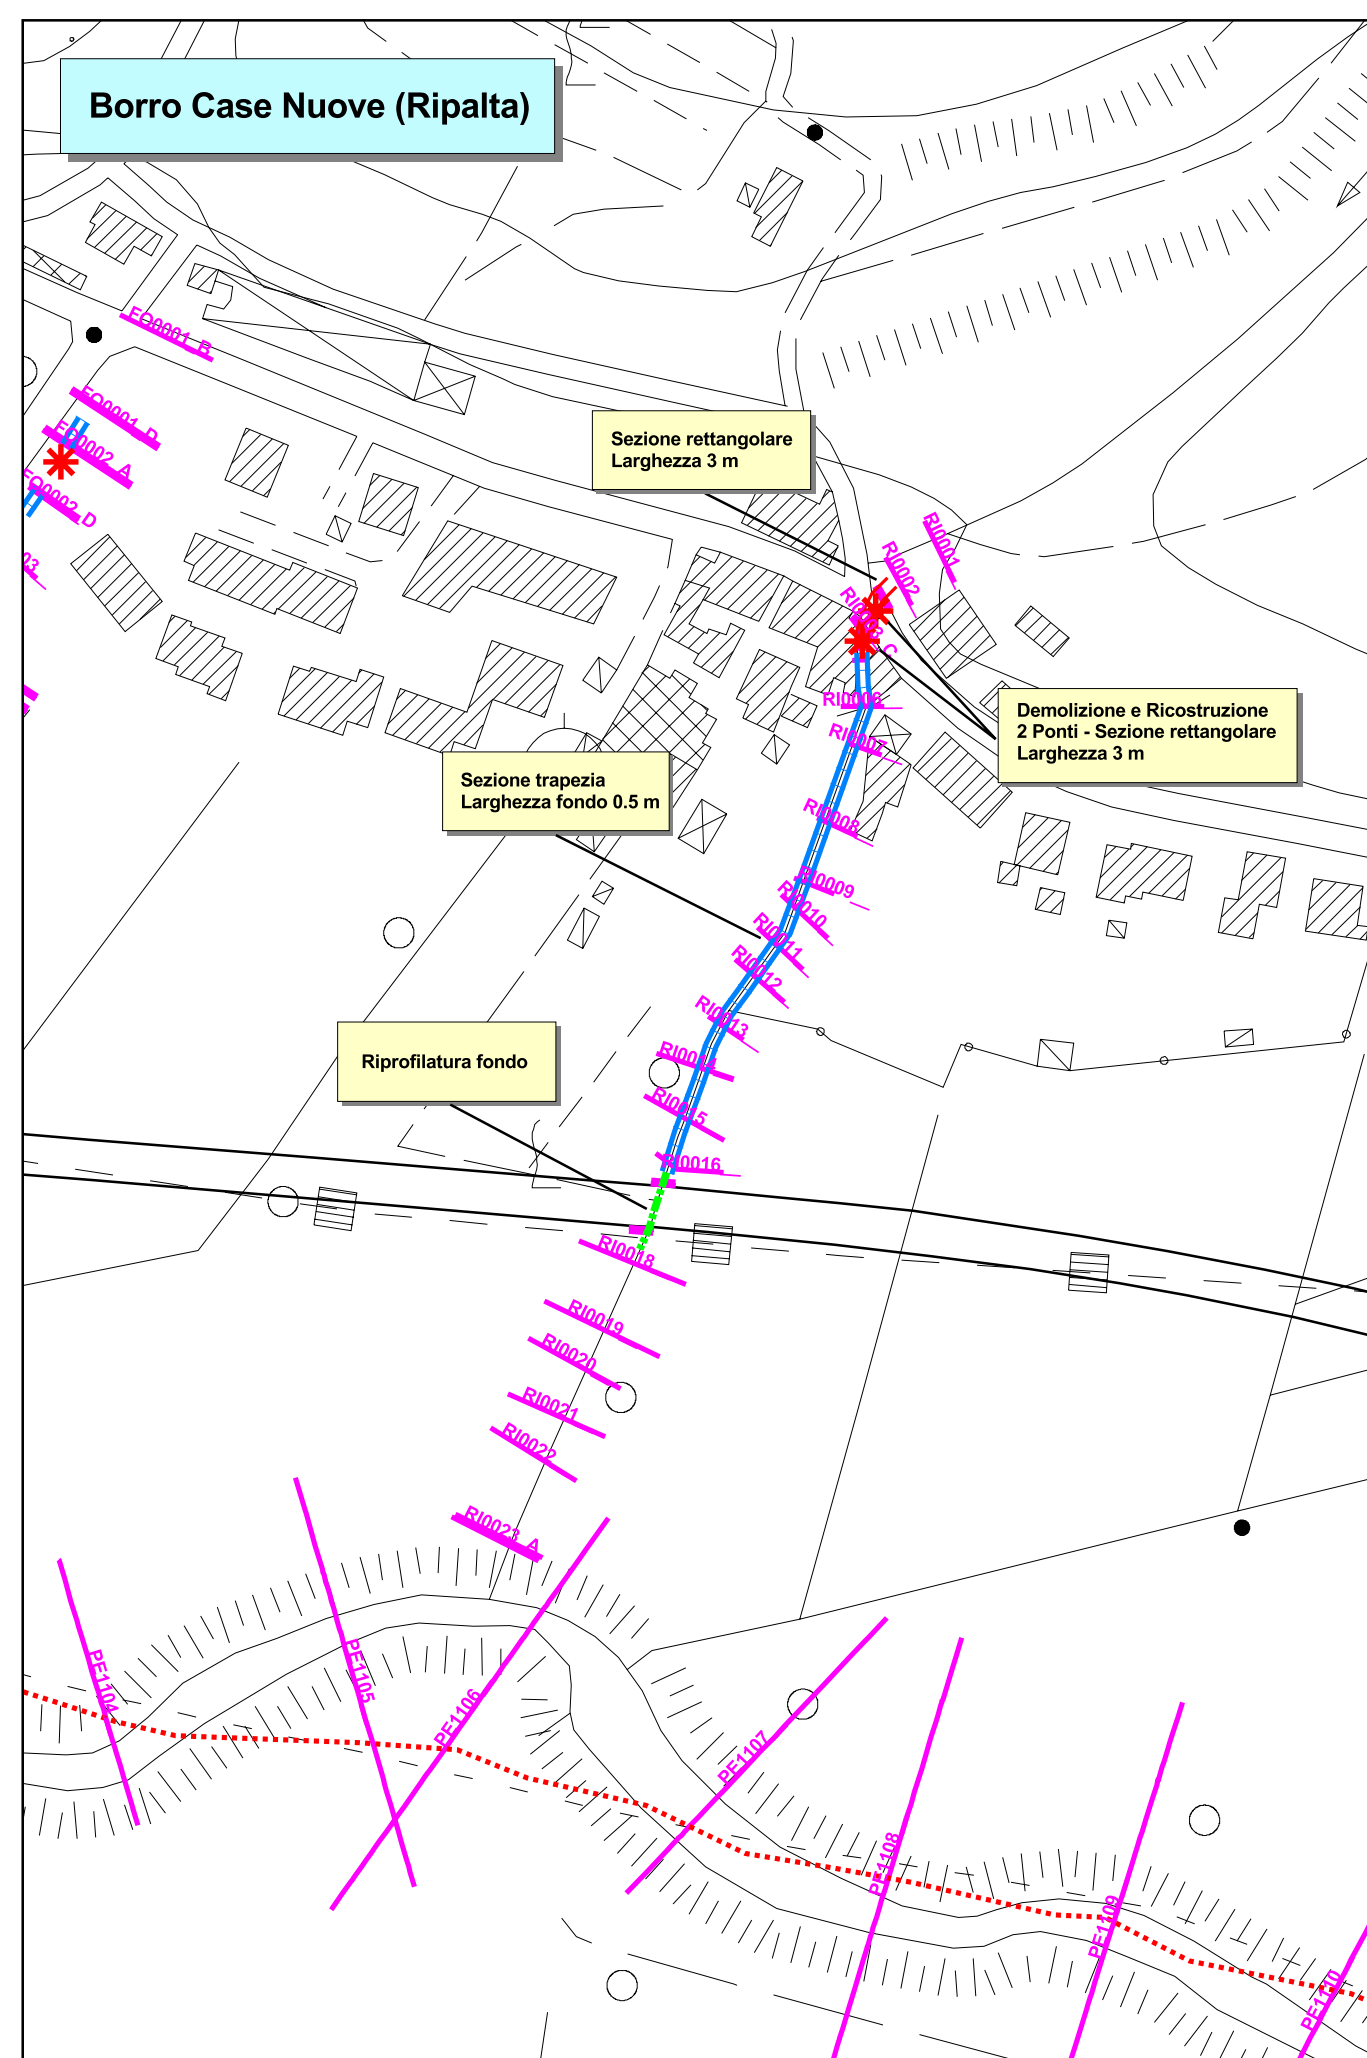 Borro Case Nuove (Ripalta)
FO0001_B
FO0001_D
FO0002_A
FO0002_D
03
Sezione rettangolare
Larghezza 3 m
RI0001
RI0002
RI0003_C
Demolizione e Ricostruzione
2 Ponti - Sezione rettangolare
Larghezza 3 m
RI0006
RI0007
Sezione trapezia
Larghezza fondo 0.5 m
RI0008
RI0009
RI0010
RI0011
RI0012
RI0013
Riprofilatura fondo
RI0014
RI0015
RI0016
RI0018
RI0019
RI0020
RI0021
RI0022
RI0023_A
PE1104
PE1105
PE1106
PE1107
PE1108
PE1109
PE1110